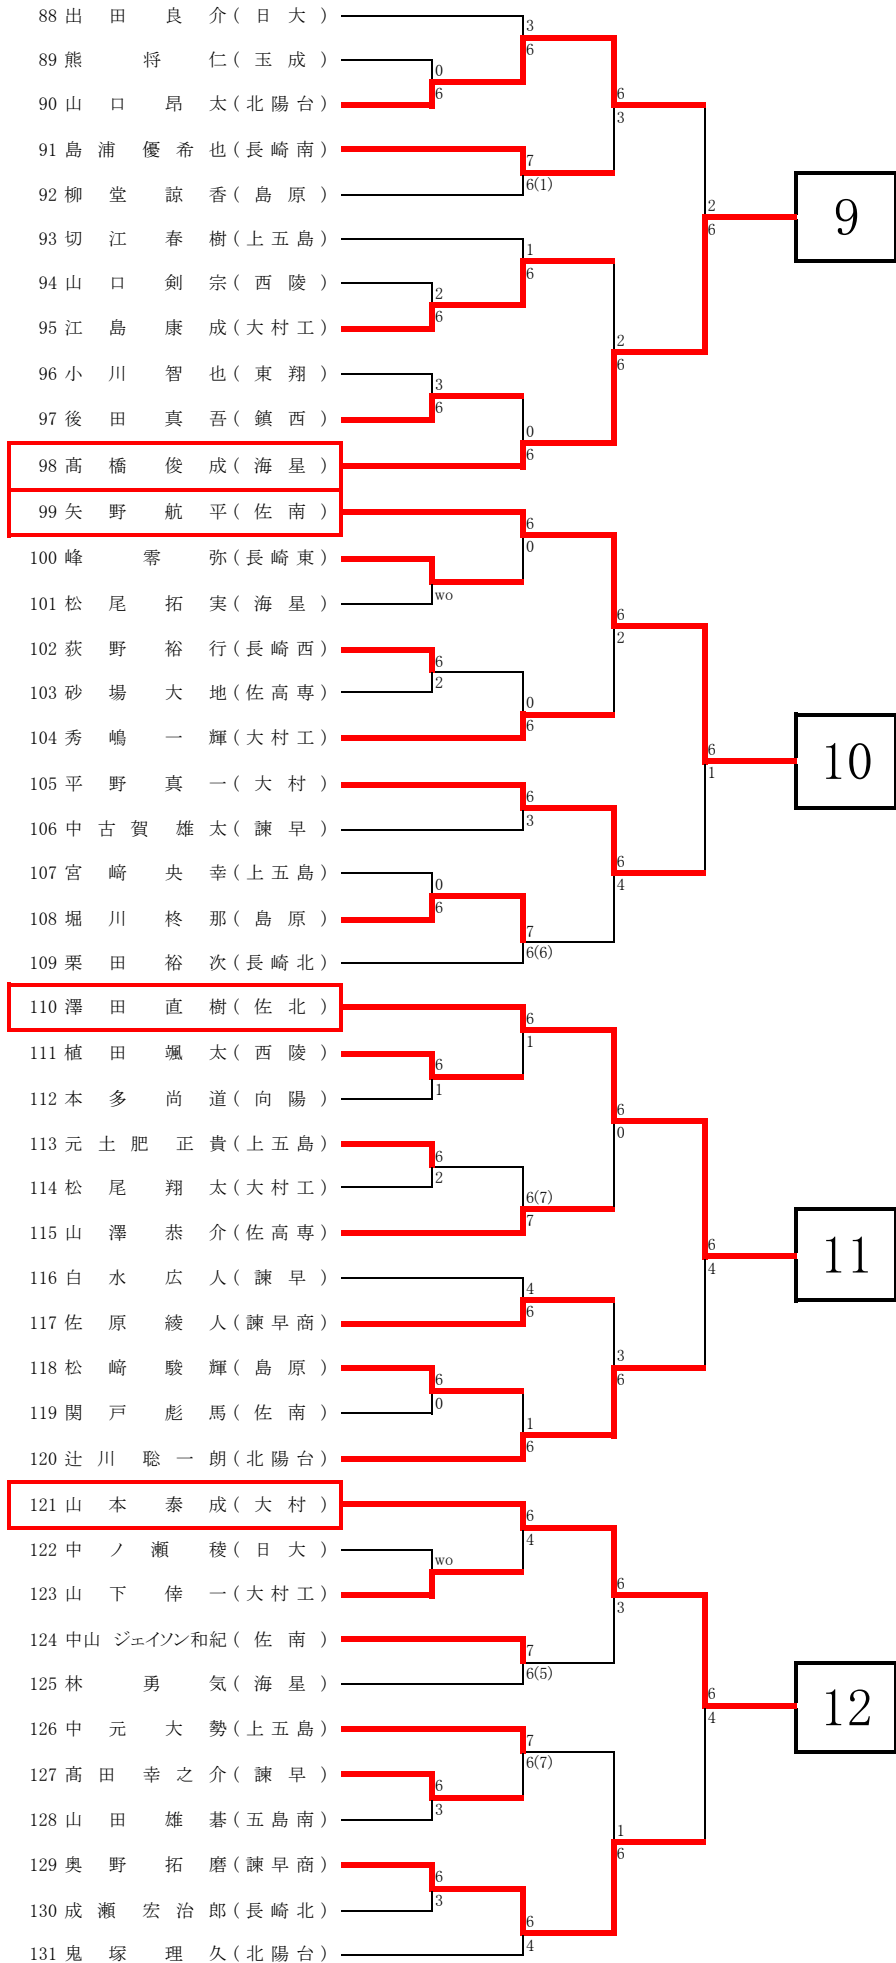 88 出田良介 ( 日大 )
3
6
89 熊将仁 ( 玉成 )
0
6
90 山口昂太 ( 北陽台 )
6
3
91 島浦優希也 ( 長崎南 )
7
6(1)
92 柳堂諒香 ( 島原 )
2
6
9
93 切江春樹 ( 上五島 )
1
6
94 山口剣宗 ( 西陵 )
2
6
95 江島康成 ( 大村工 )
2
6
96 小川智也 ( 東翔 )
3
6
97 後田真吾 ( 鎮西 )
0
6
98 髙橋俊成 ( 海星 )
99 矢野航平 ( 佐南 )
6
0
100 峰零弥 ( 長崎東 )
wo
101 松尾拓実 ( 海星 )
6
2
102 荻野裕行 ( 長崎西 )
6
2
103 砂場大地 ( 佐高専 )
0
6
104 秀嶋一輝 ( 大村工 )
6
1
10
105 平野真一 ( 大村 )
6
3
106 中古賀雄太 ( 諫早 )
6
4
107 宮﨑央幸 ( 上五島 )
0
6
108 堀川柊那 ( 島原 )
7
6(6)
109 栗田裕次 ( 長崎北 )
110 澤田直樹 ( 佐北 )
6
1
111 植田颯太 ( 西陵 )
6
1
112 本多尚道 ( 向陽 )
6
0
113 元土肥正貴 ( 上五島 )
6
2
114 松尾翔太 ( 大村工 )
6(7)
7
115 山澤恭介 ( 佐高専 )
6
4
11
116 白水広人 ( 諫早 )
4
6
117 佐原綾人 ( 諫早商 )
3
6
118 松﨑駿輝 ( 島原 )
6
0
119 関戸彪馬 ( 佐南 )
1
6
120 辻川聡一朗 ( 北陽台 )
121 山本泰成 ( 大村 )
6
4
122 中ノ瀬稜 ( 日大 )
wo
123 山下倖一 ( 大村工 )
6
3
124 中山ジェイソン和紀 ( 佐南 )
7
6(5)
125 林勇気 ( 海星 )
6
4
12
126 中元大勢 ( 上五島 )
7
6(7)
127 髙田幸之介 ( 諫早 )
6
3
128 山田雄碁 ( 五島南 )
1
6
129 奥野拓磨 ( 諫早商 )
6
3
130 成瀬宏治郎 ( 長崎北 )
6
4
131 鬼塚理久 ( 北陽台 )